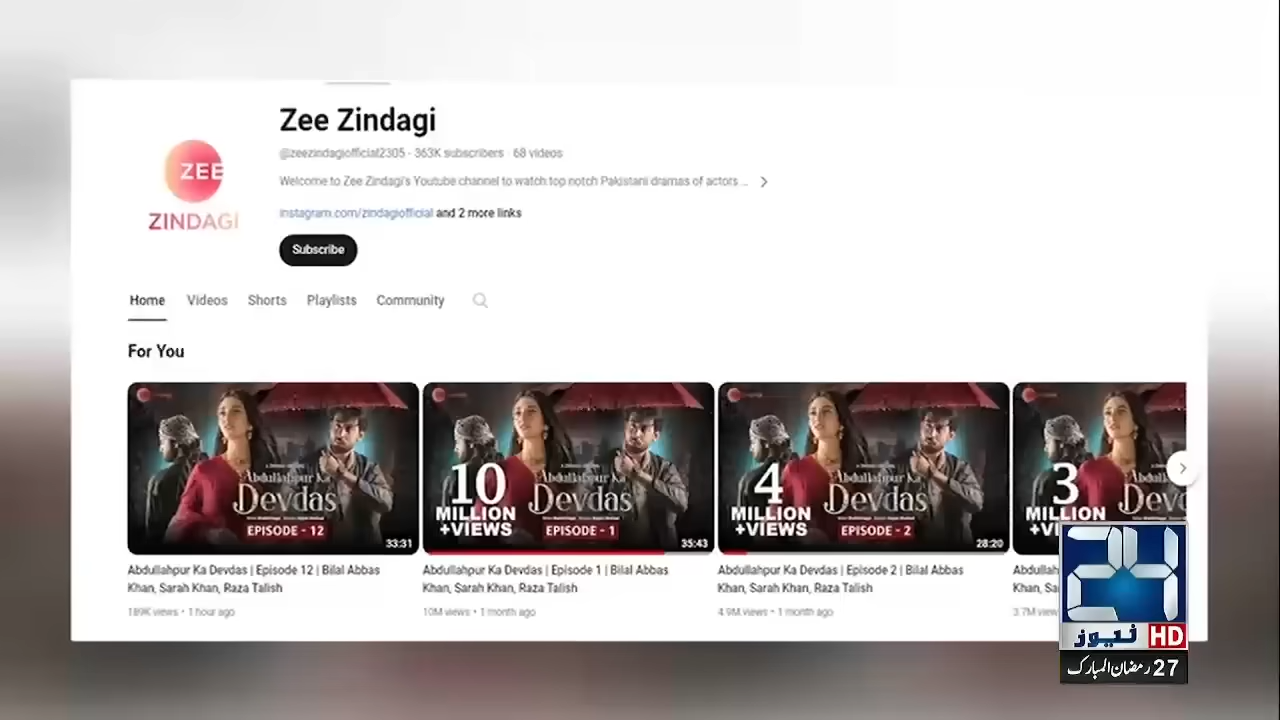 Zee Zindagi
@zeezindagiofficial2305 · 363K subscribers · 68 videos
Welcome to Zee Zindagi's Youtube channel to watch top notch Pakistani dramas of actors ...
instagram.com/zindagiofficial and 2 more links
Subscribe
ZEE
ZINDAGI
Home Videos Shorts Playlists Community
For You
Abdullahpur Ka
Devdas
EPISODE - 12
33:31
10
MILLION
+VIEWS
Abdullahpur Ka
Devdas
EPISODE - 1
35:43
4
MILLION
+VIEWS
Abdullahpur Ka
Devdas
EPISODE - 2
28:20
3
MILLION
+V
Abdullahpur Ka Devdas | Episode 12 | Bilal Abbas
Khan, Sarah Khan, Raza Talish
189K views • 1 hour ago
Abdullahpur Ka Devdas | Episode 1 | Bilal Abbas
Khan, Sarah Khan, Raza Talish
10M views • 1 month ago
Abdullahpur Ka Devdas | Episode 2 | Bilal Abbas
Khan, Sarah Khan, Raza Talish
4.9M views • 1 month ago
3.7M view
24
نیوز HD
27 رمضان المبارک